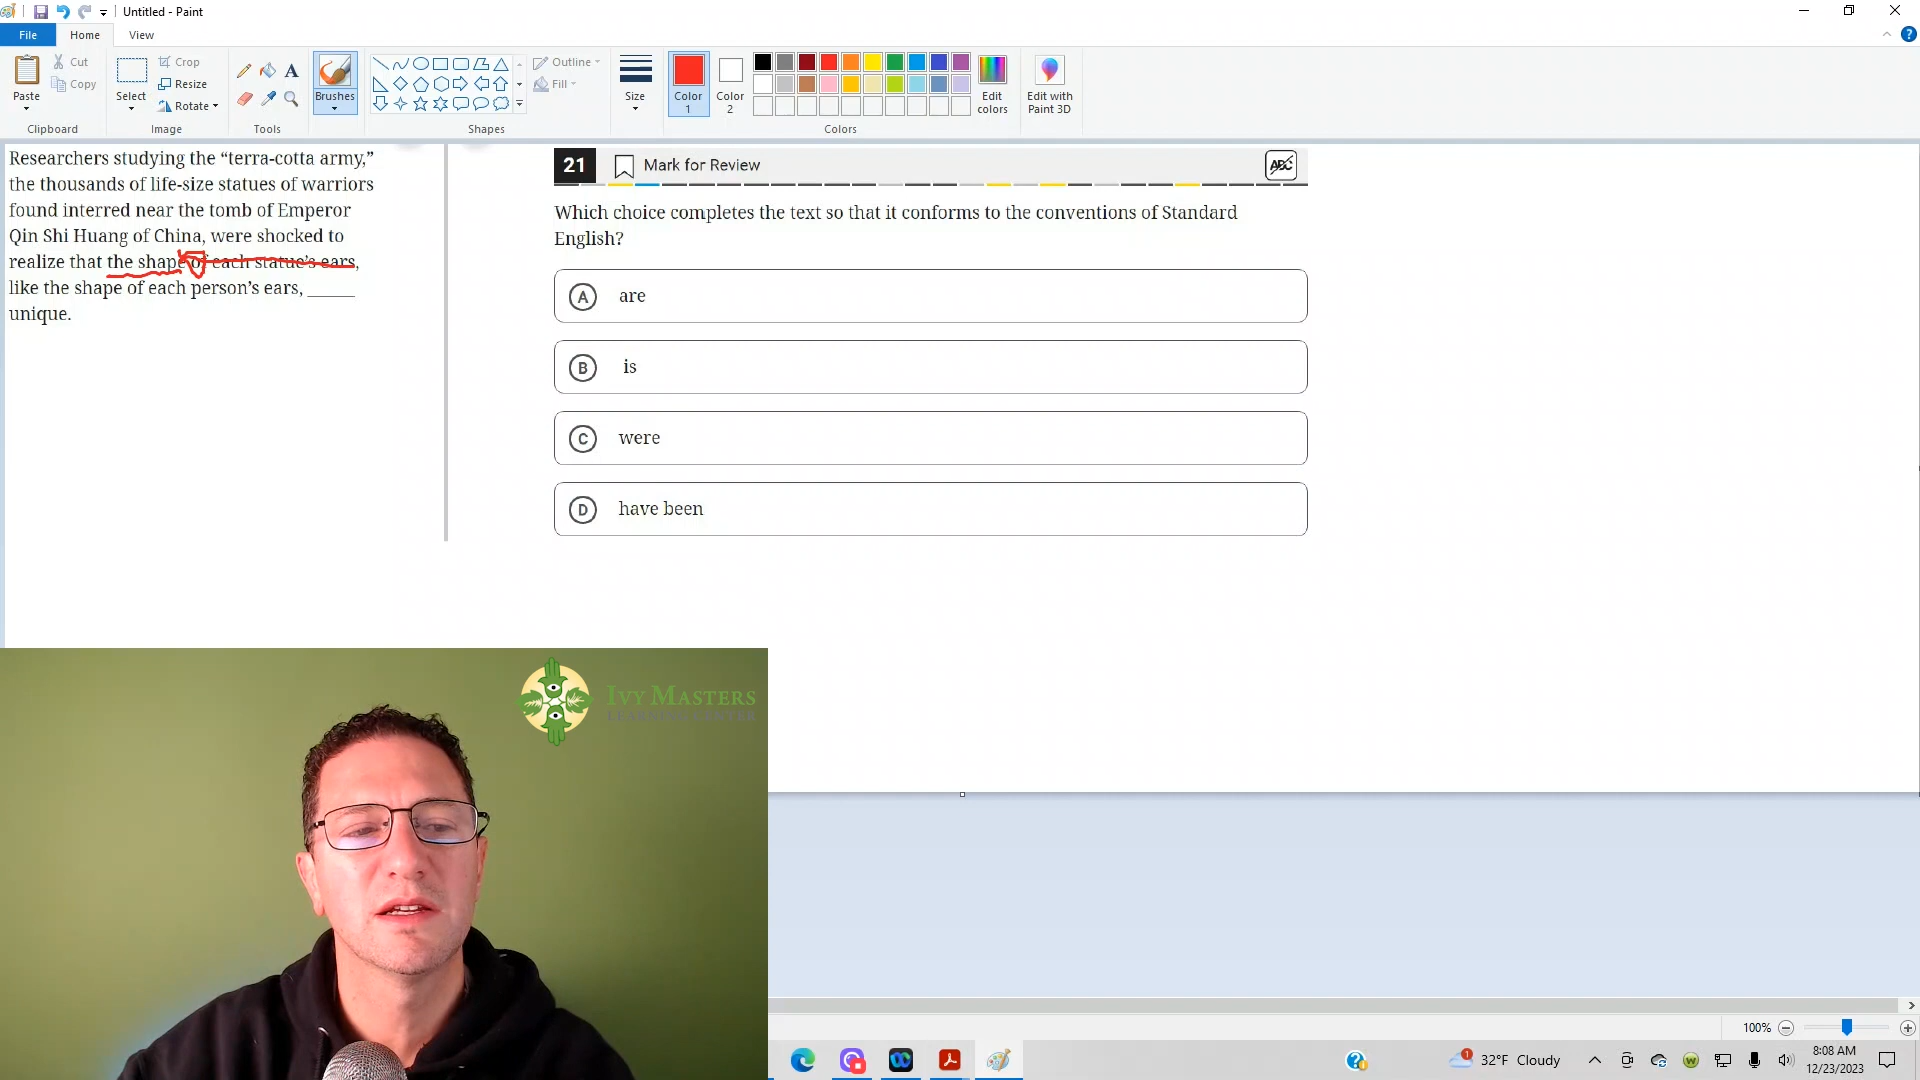 Untitled - Paint
File
Home
View
Paste
Cut
Copy
Clipboard
Select
Crop
Resize
Rotate
Image
Tools
Brushes
Shapes
Outline
Fill
Size
Color 1
Color 2
Edit colors
Edit with Paint 3D
Colors
Researchers studying the “terra-cotta army,”
the thousands of life-size statues of warriors
found interred near the tomb of Emperor
Qin Shi Huang of China, were shocked to
realize that the shape of each statue’s ears,
like the shape of each person’s ears, ______
unique.
21 Mark for Review ABC
Which choice completes the text so that it conforms to the conventions of Standard
English?
A are
B is
C were
D have been
IVY MASTERS
LEARNING CENTER
100%
32°F Cloudy
8:08 AM
12/23/2023